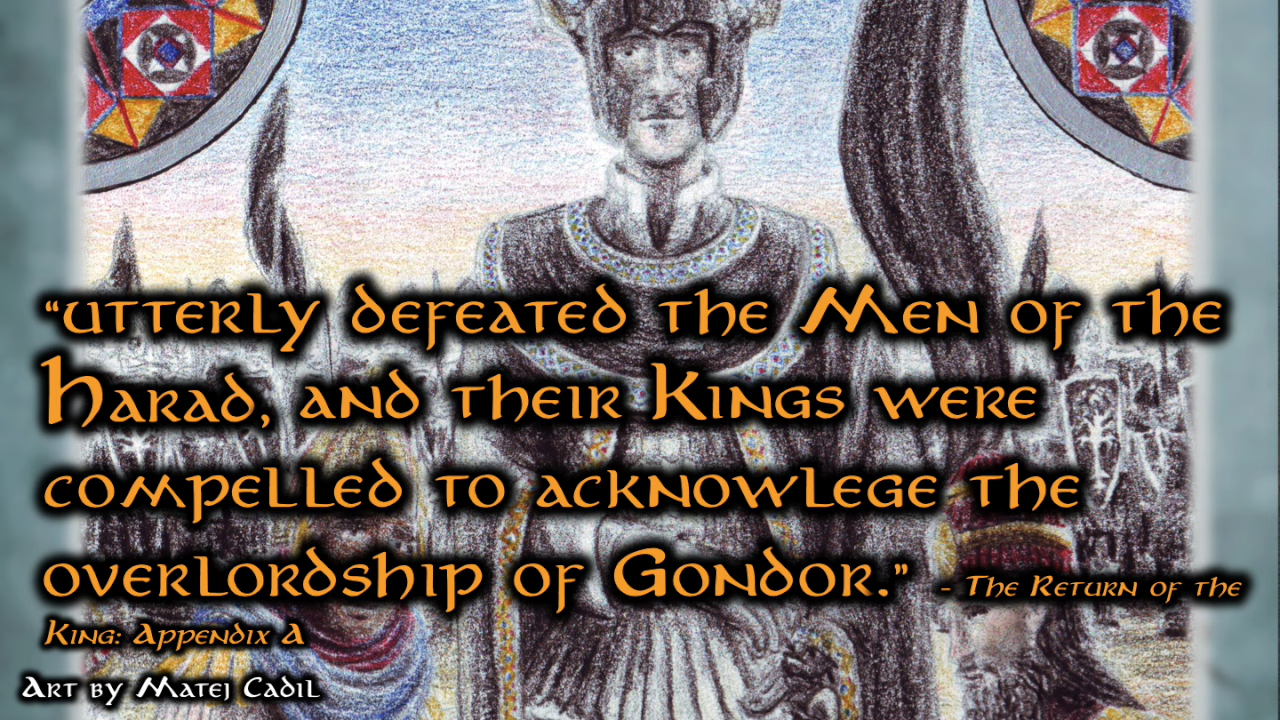 “utterly defeated the Men of the
Harad, and their Kings were
compelled to acknowlege the
overlordship of Gondor.” - The Return of the
King: Appendix A
Art by Matej Cadil